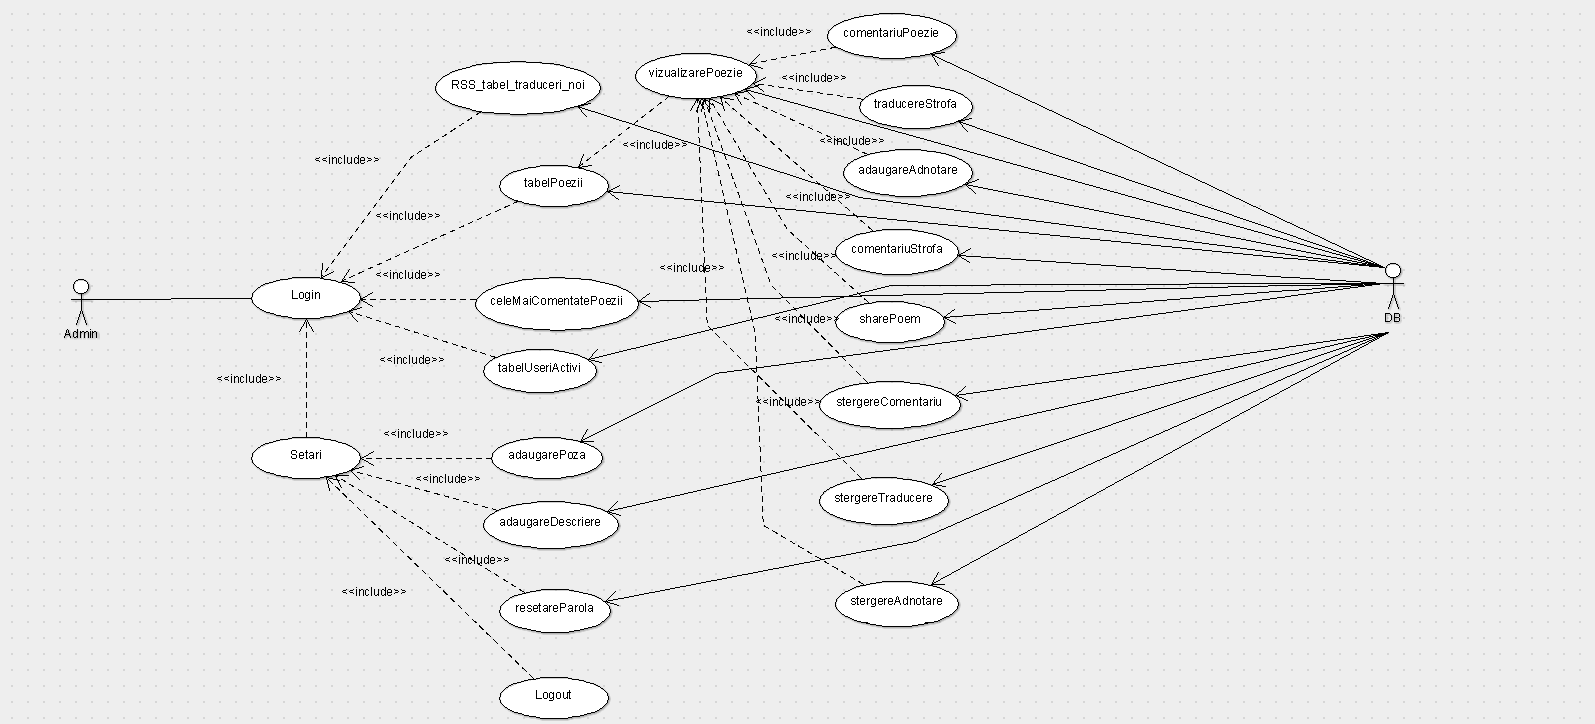 <<include>>
comentariuPoezie
vizualizarePoezie
<<include>>
RSS_tabel_traduceri_noi
traducereStrofa
<<include>>
<<include>>
<<include>>
adaugareAdnotare
tabelPoezii
<<include>>
<<include>>
comentariuStrofa
<<include>>
<<include>>
<<include>>
Login
celeMaiComentatePoezii
<<include>>
sharePoem
DB
Admin
<<include>>
tabelUseriActivi
<<include>>
<<include>>
stergereComentariu
<<include>>
Setari
adaugarePoza
<<include>>
stergereTraducere
adaugareDescriere
<<include>>
<<include>>
resetareParola
stergereAdnotare
Logout